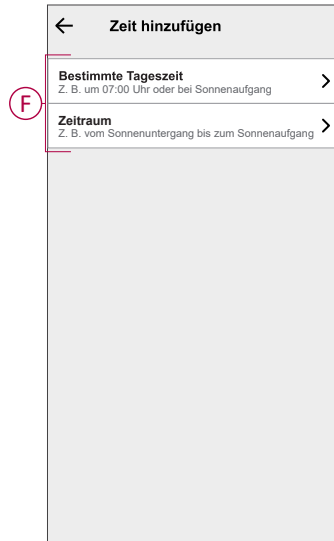 Zeit hinzufügen
Bestimmte Tageszeit
Z. B. um 07:00 Uhr oder bei Sonnenaufgang
F
Zeitraum
Z. B. vom Sonnenuntergang bis zum Sonnenaufgang